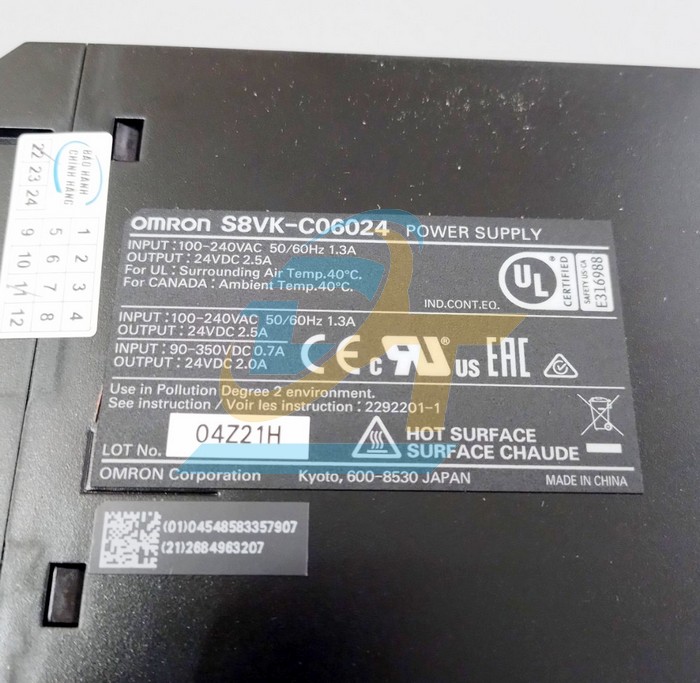 BẢO HÀNH
CHÍNH HÃNG
22 23 24
1 2 3 4
5 6 7 8
9 10 11 12
OMRON S8VK-C06024 POWER SUPPLY
INPUT : 100-240VAC 50/60Hz 1.3A
OUTPUT : 24VDC 2.5A
For UL : Surrounding Air Temp.40°C.
For CANADA : Ambient Temp.40°C.
IND.CONT.EQ.
UL
CERTIFIED
SAFETY US-CA
E316988
INPUT : 100-240VAC 50/60Hz 1.3A
OUTPUT : 24VDC 2.5A
INPUT : 90-350VDC 0.7A
OUTPUT : 24VDC 2.0A
CE c RU® us EAC
Use in Pollution Degree 2 environment.
See instruction / Voir les instruction : 2292201-1
LOT No. 04Z21H
HOT SURFACE
SURFACE CHAUDE
OMRON Corporation Kyoto, 600-8530 JAPAN MADE IN CHINA
(01)04548583357907
(21)2684963207